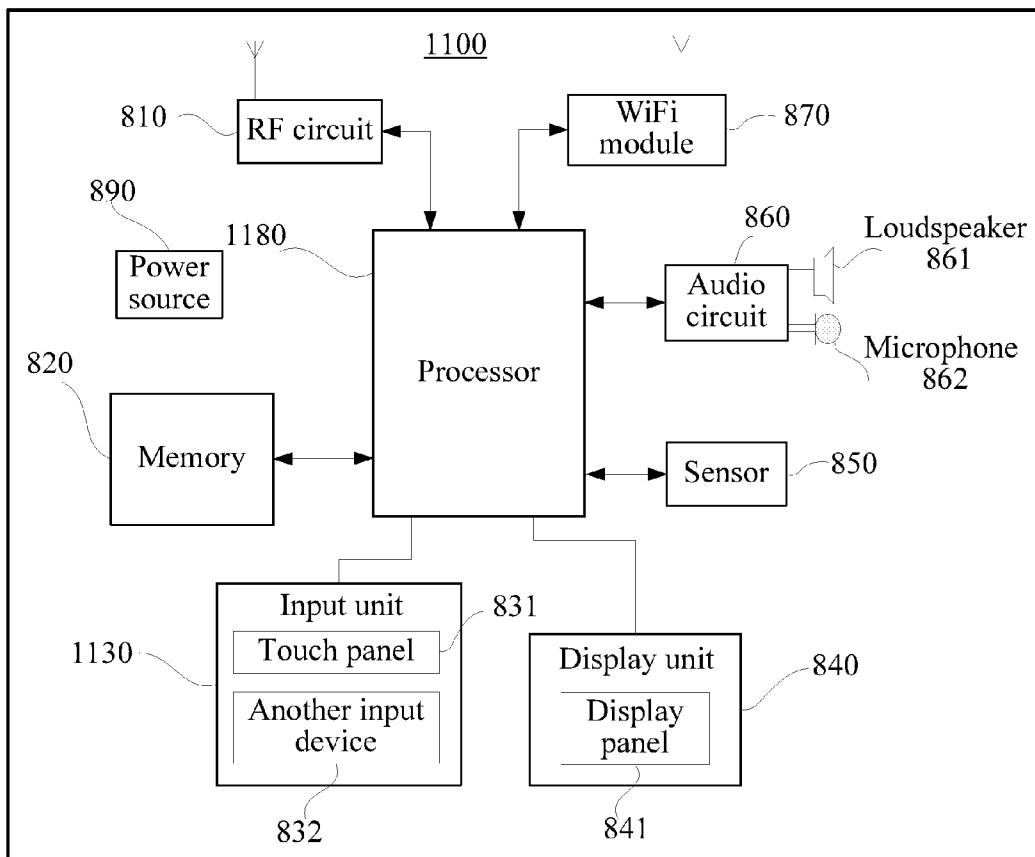 1100
810
RF circuit
WiFi
module
870
890
Power
source
1180
860
Loudspeaker
861
Audio
circuit
Microphone
862
820
Memory
Processor
Sensor
850
Input unit
831
Touch panel
1130
Another input
device
832
Display unit
840
Display
panel
841